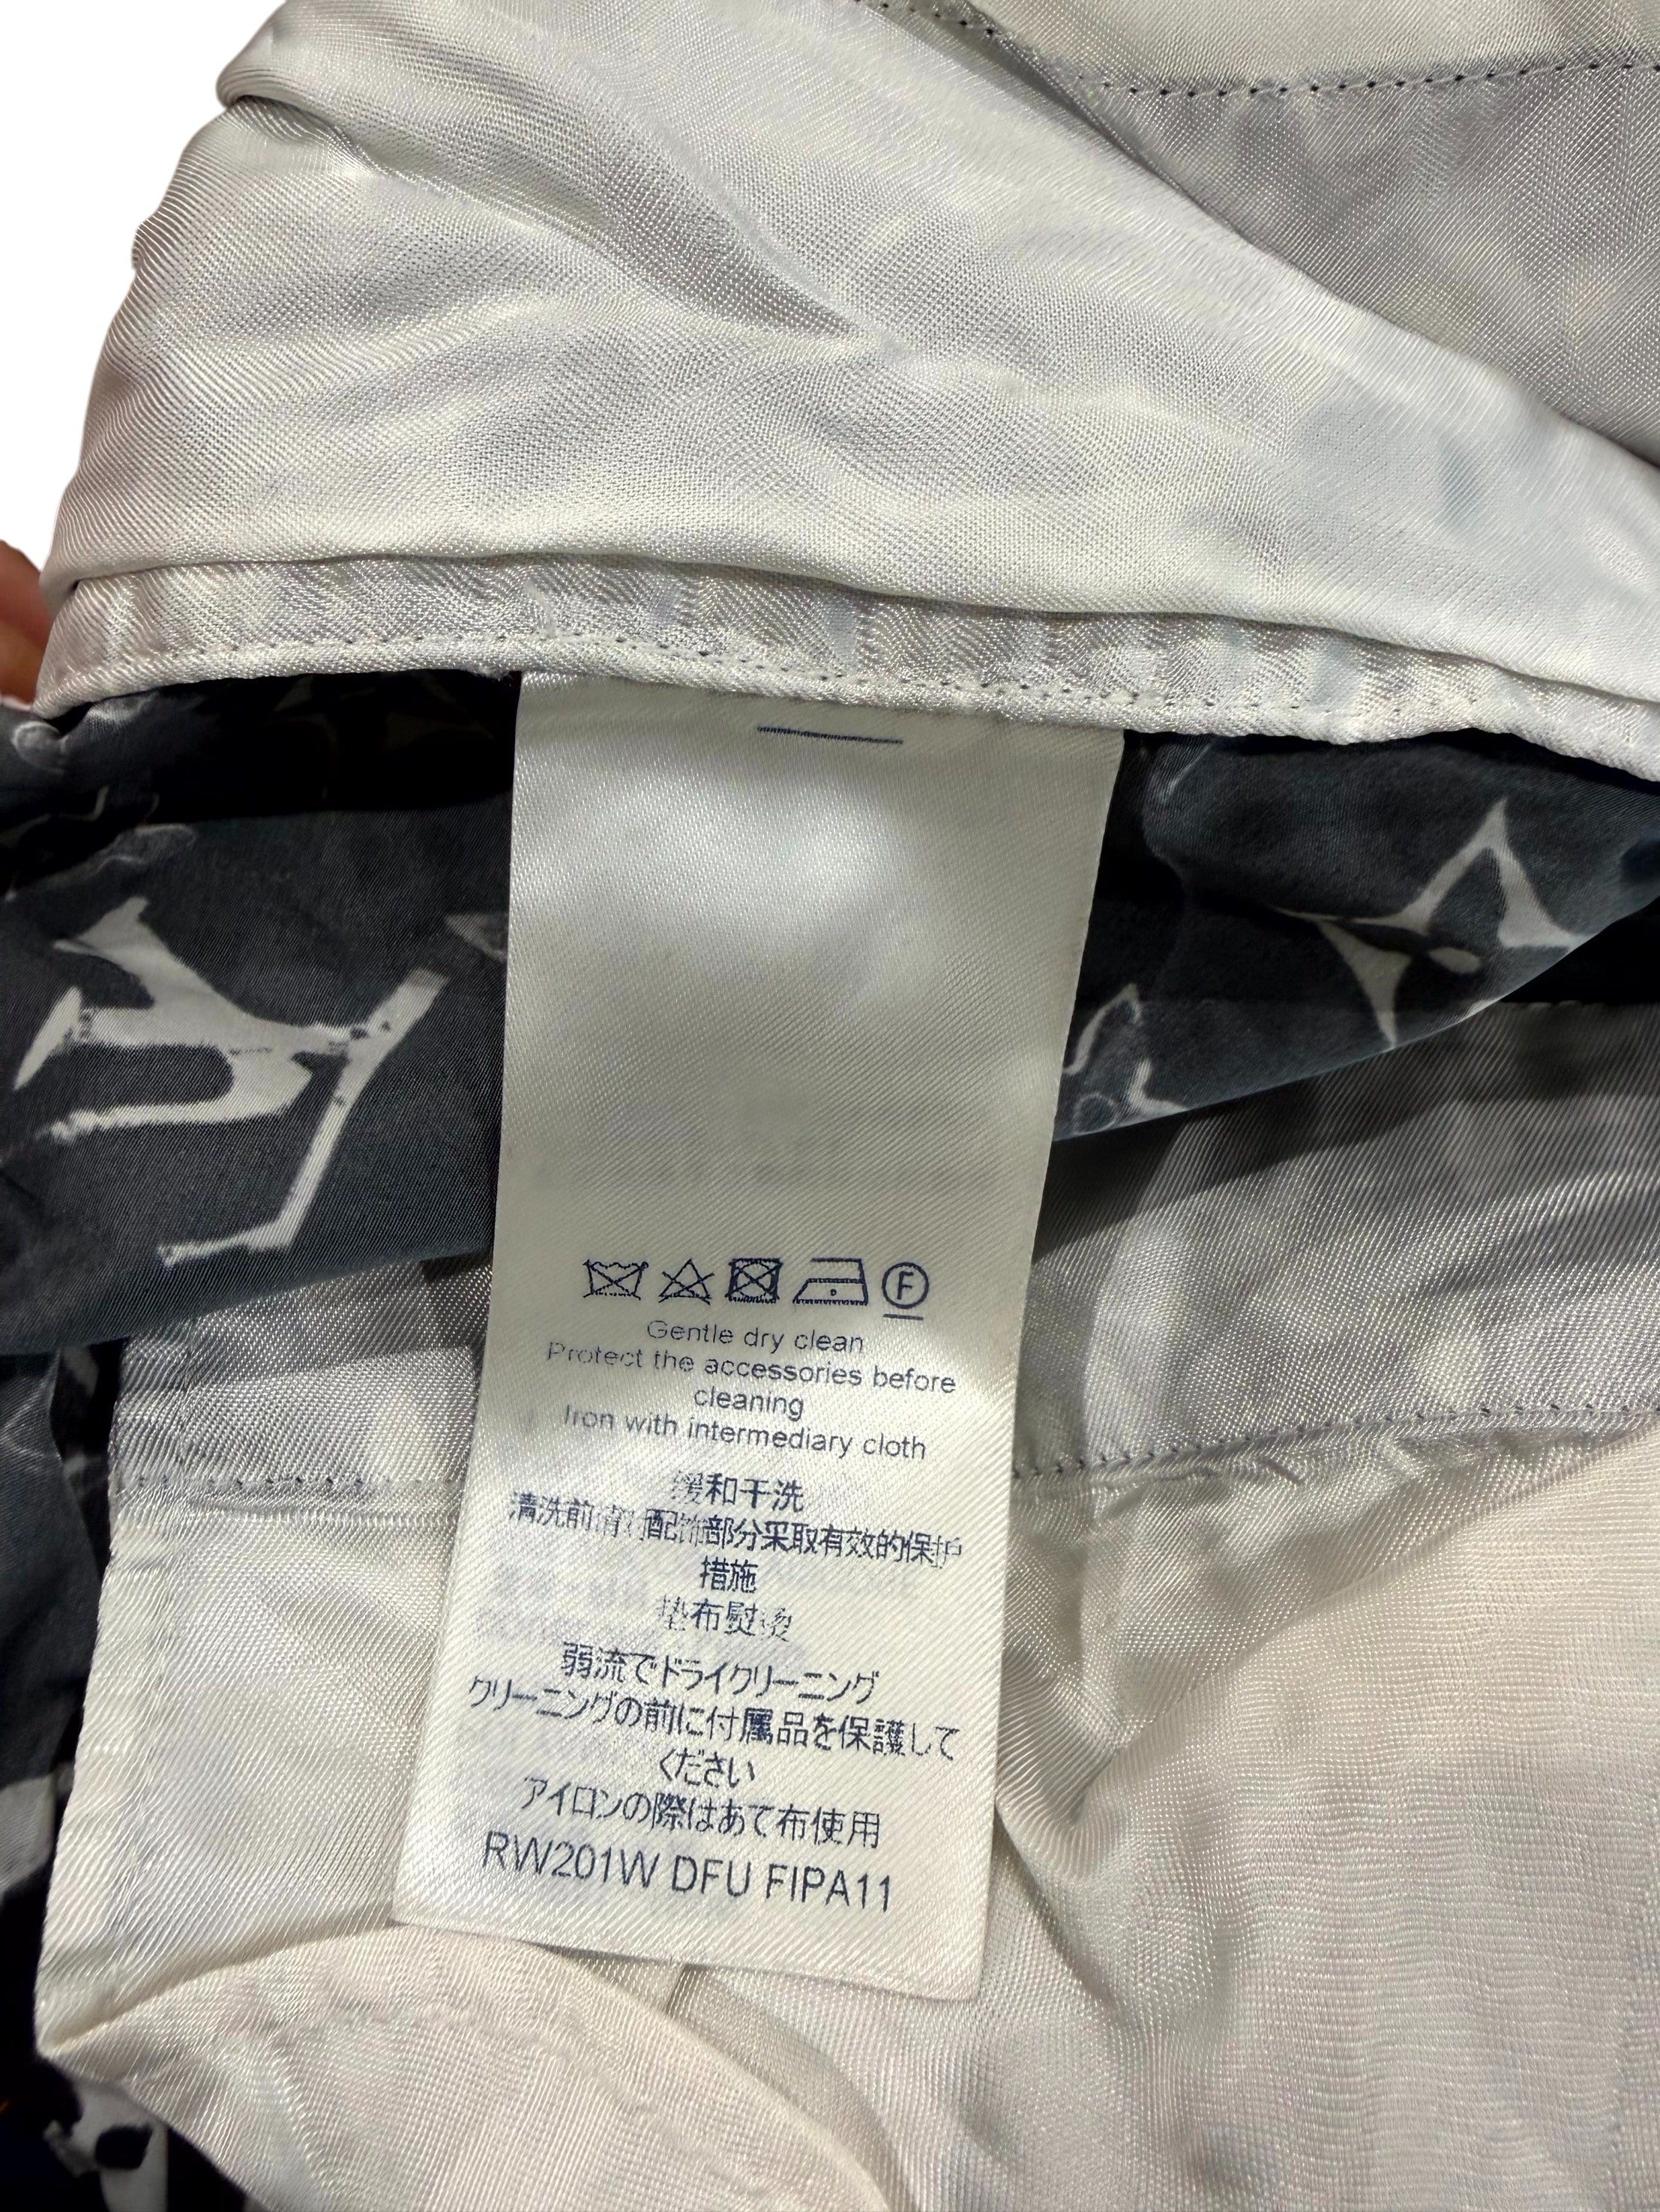 F
Gentle dry clean
Protect the accessories before
cleaning
Iron with intermediary cloth
缓和干洗
清洗前请对配饰部分采取有效的保护
措施
垫布熨烫
弱流でドライクリーニング
クリーニングの前に付属品を保護して
ください
アイロンの際はあて布使用
RW201W DFU FIPA11